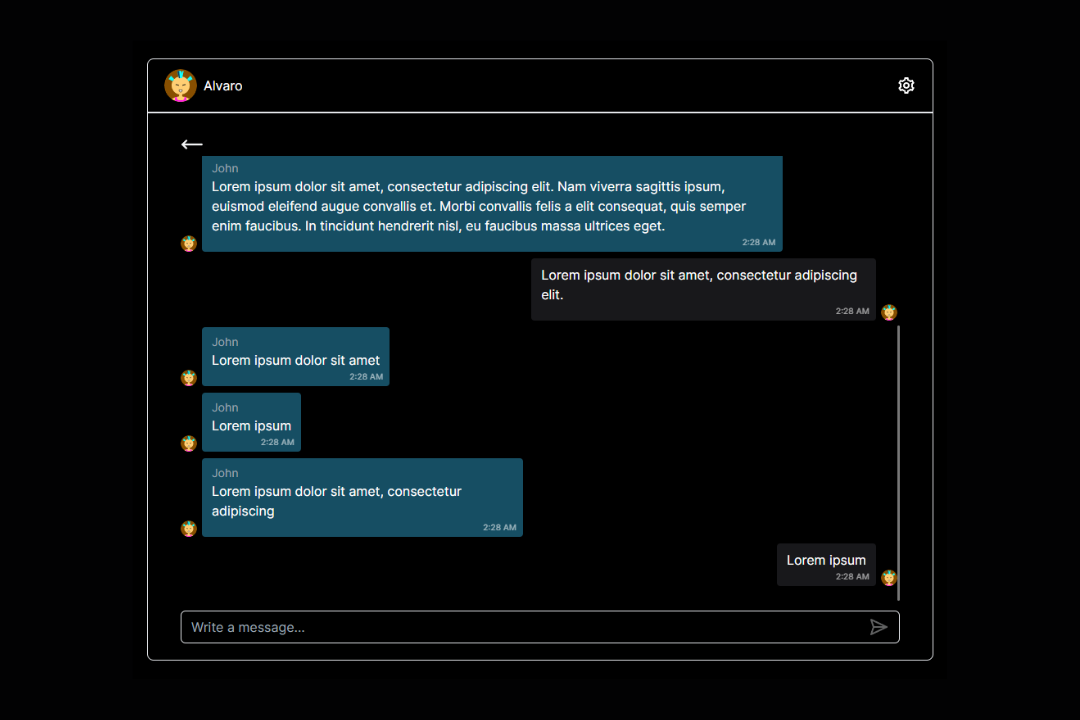 Alvaro
John
Lorem ipsum dolor sit amet, consectetur adipiscing elit. Nam viverra sagittis ipsum,
euismod eleifend augue convallis et. Morbi convallis felis a elit consequat, quis semper
enim faucibus. In tincidunt hendrerit nisl, eu faucibus massa ultrices eget.
2:28 AM
Lorem ipsum dolor sit amet, consectetur adipiscing
elit.
2:28 AM
John
Lorem ipsum dolor sit amet
2:28 AM
John
Lorem ipsum
2:28 AM
John
Lorem ipsum dolor sit amet, consectetur
adipiscing
2:28 AM
Lorem ipsum
2:28 AM
Write a message...